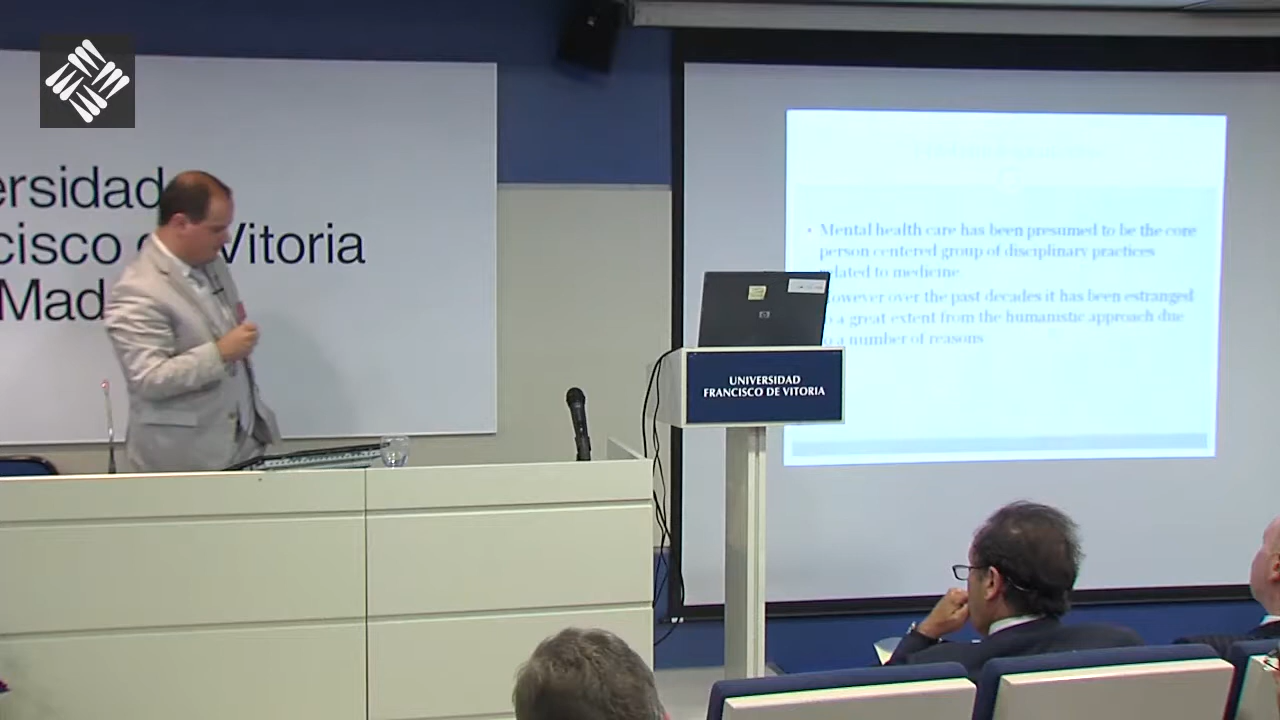 ersidad
cisco Vitoria
Mad
UNIVERSIDAD
FRANCISCO DE VITORIA
hp
• Mental health care has been presumed to be the core
person centered group of disciplinary practices
related to medicine.
owever over the past decades it has been estranged
o a great extent from the humanistic approach due
o a number of reasons.